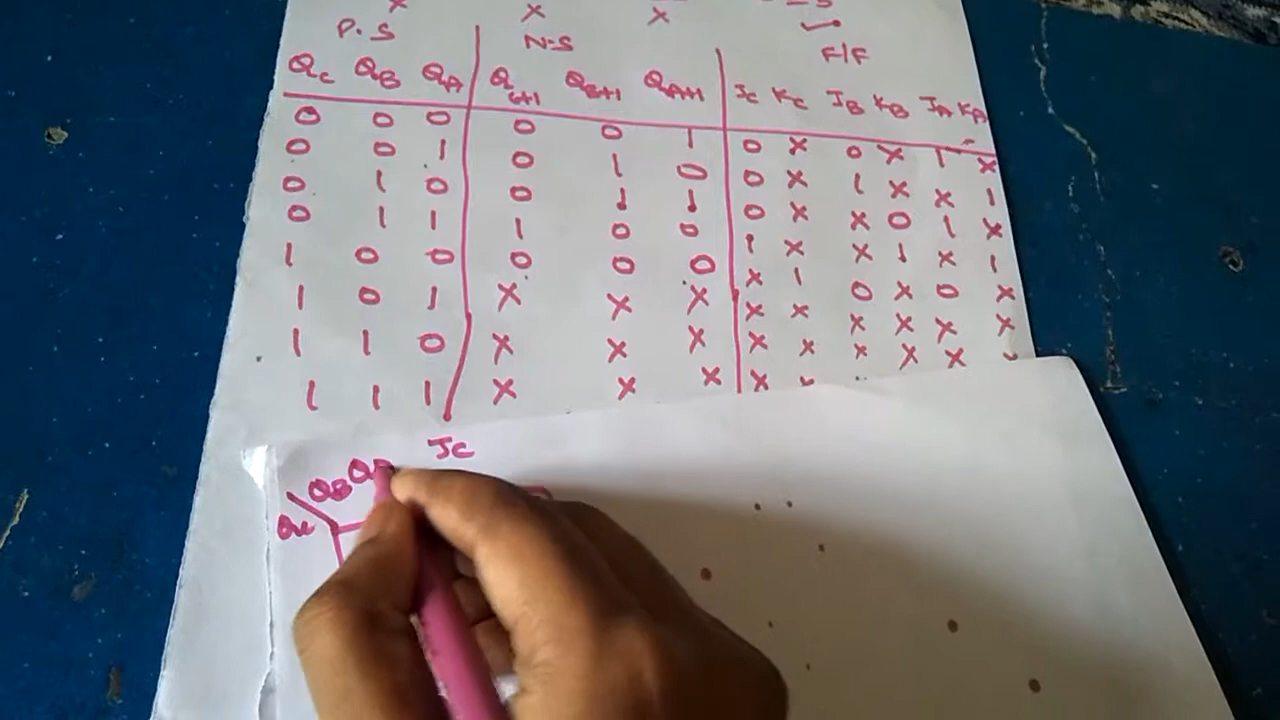 X X X
P.S N-S F/F
Qc QB QA Qc+1 QB+1 QA+1 Jc Kc JB KB JA KA
0 0 0 0 0 1 0 X 0 X 1 X
0 0 1 0 1 0 0 X 1 X X 1
0 1 0 0 1 1 0 X X 0 1 X
0 1 1 1 0 0 1 X X 1 X 1
1 0 0 0 0 0 X 1 0 X 0 X
1 0 1 X X X X X X X X X
1 1 0 X X X X X X X X
1 1 1 X X X X
Jc
QB
Qc